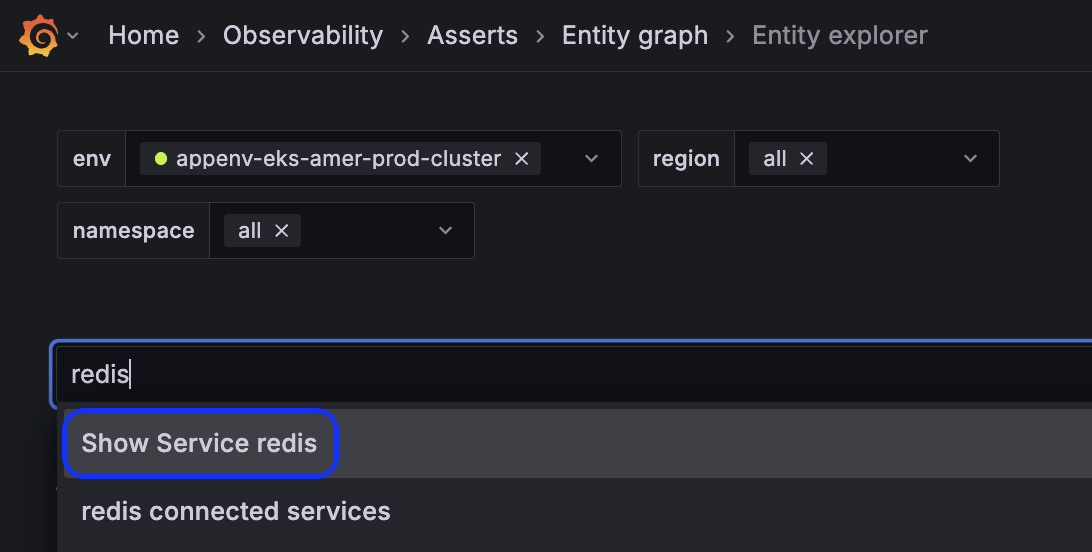 Home > Observability > Asserts > Entity graph > Entity explorer
env appenv-eks-amer-prod-cluster × region all ×
namespace all ×
redis
Show Service redis
redis connected services